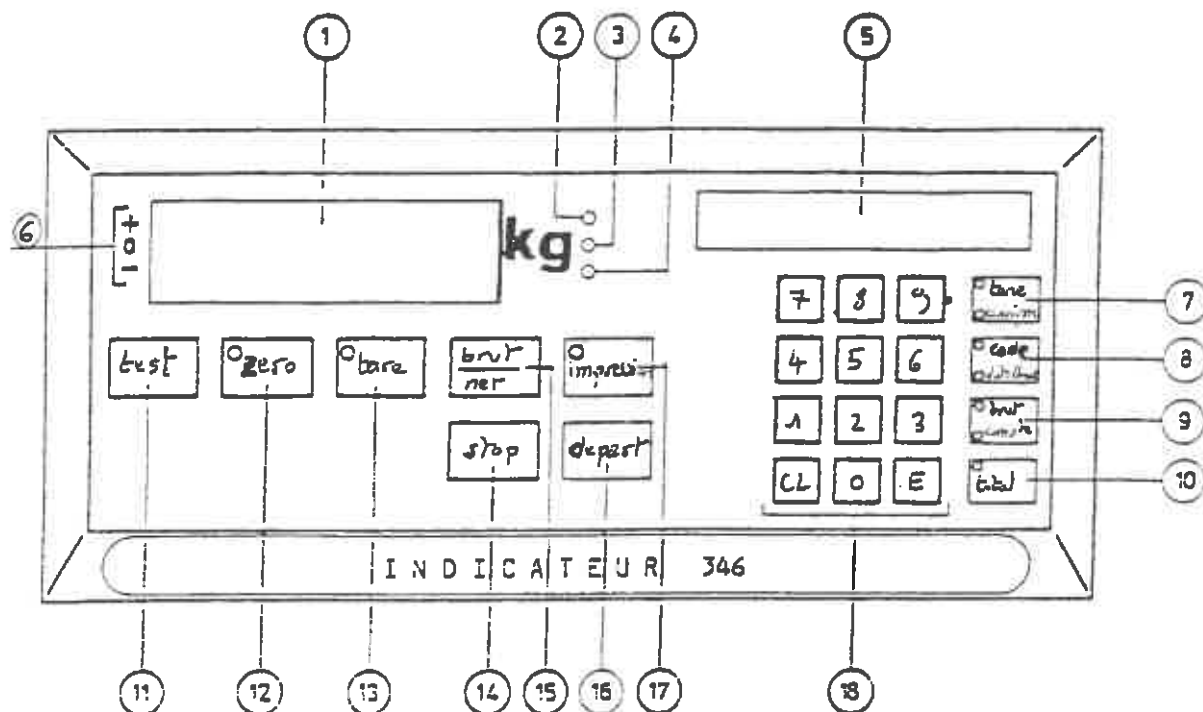 1 2 3 4 5
6
+
0
-
kg
7 8 9
tare
7
4 5 6
code
8
1 2 3
brut
9
CL 0 E
total
10
test
zero
tare
brut
net
stop
depart
INDICATEUR 346
11 12 13 14 15 16 17 18